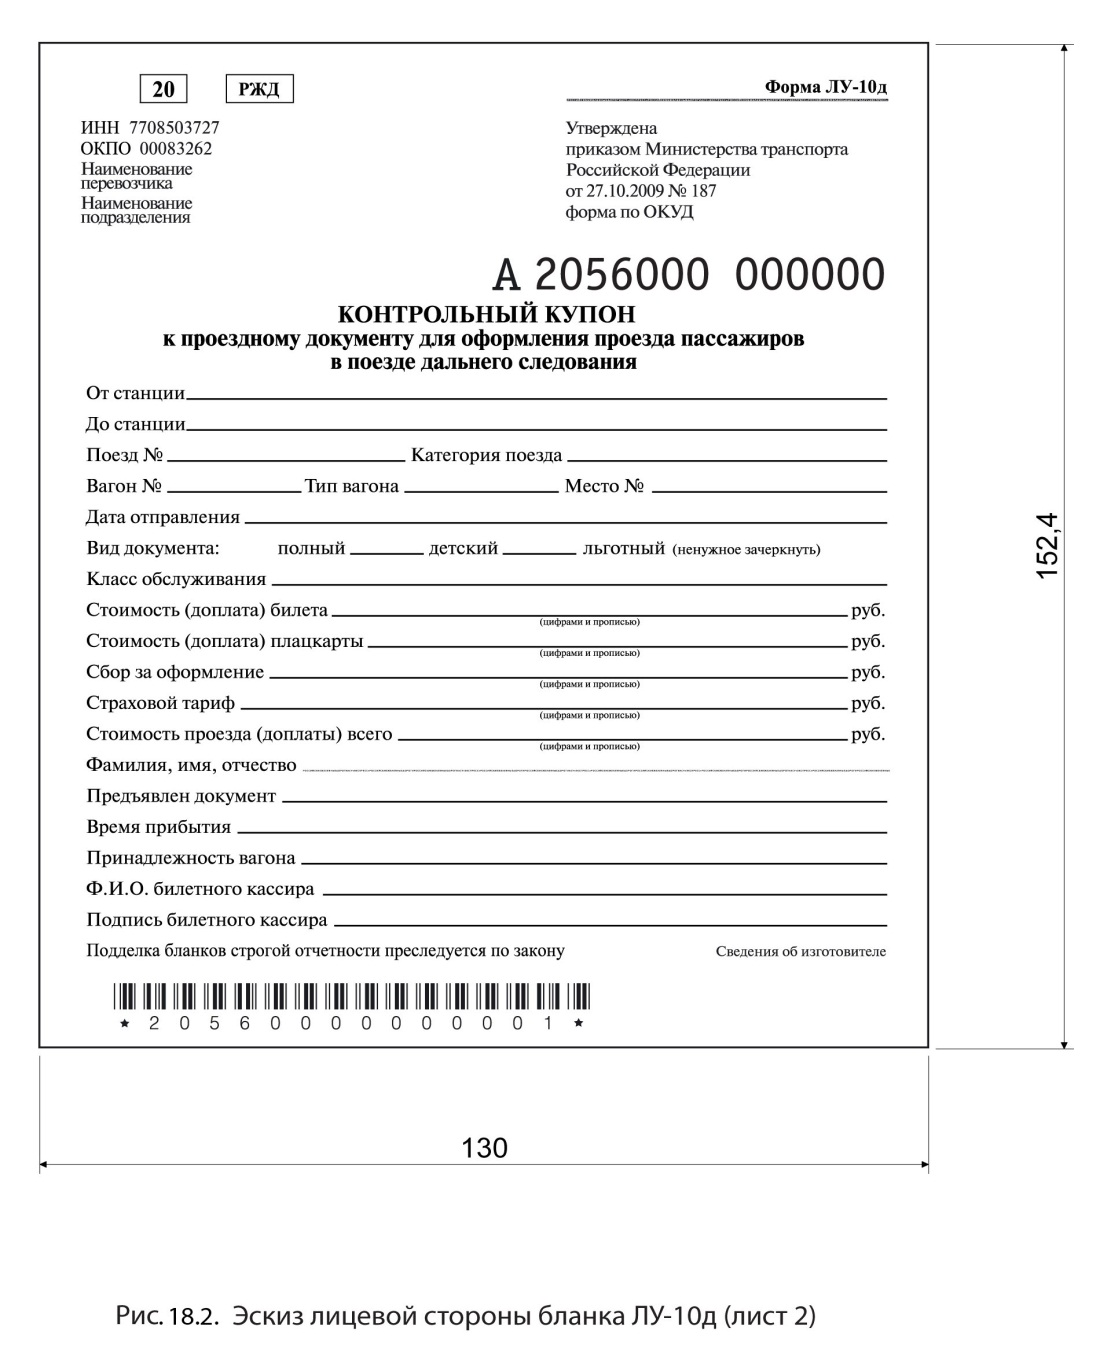 20 РЖД Форма ЛУ-10д
ИНН 7708503727
ОКПО 00083262
Наименование
перевозчика
Наименование
подразделения
Утверждена
приказом Министерства транспорта
Российской Федерации
от 27.10.2009 № 187
форма по ОКУД
А 2056000 000000
КОНТРОЛЬНЫЙ КУПОН
к проездному документу для оформления проезда пассажиров
в поезде дальнего следования
От станции
До станции
Поезд № Категория поезда
Вагон № Тип вагона Место №
Дата отправления
Вид документа: полный детский льготный (ненужное зачеркнуть)
Класс обслуживания
Стоимость (доплата) билета руб.
(цифрами и прописью)
Стоимость (доплата) плацкарты руб.
(цифрами и прописью)
Сбор за оформление руб.
(цифрами и прописью)
Страховой тариф руб.
(цифрами и прописью)
Стоимость проезда (доплаты) всего руб.
(цифрами и прописью)
Фамилия, имя, отчество
Предъявлен документ
Время прибытия
Принадлежность вагона
Ф.И.О. билетного кассира
Подпись билетного кассира
Подделка бланков строгой отчетности преследуется по закону Сведения об изготовителе
★ 2 0 5 6 0 0 0 0 0 0 0 0 0 1 ★
152,4
130
Рис. 18.2. Эскиз лицевой стороны бланка ЛУ-10д (лист 2)